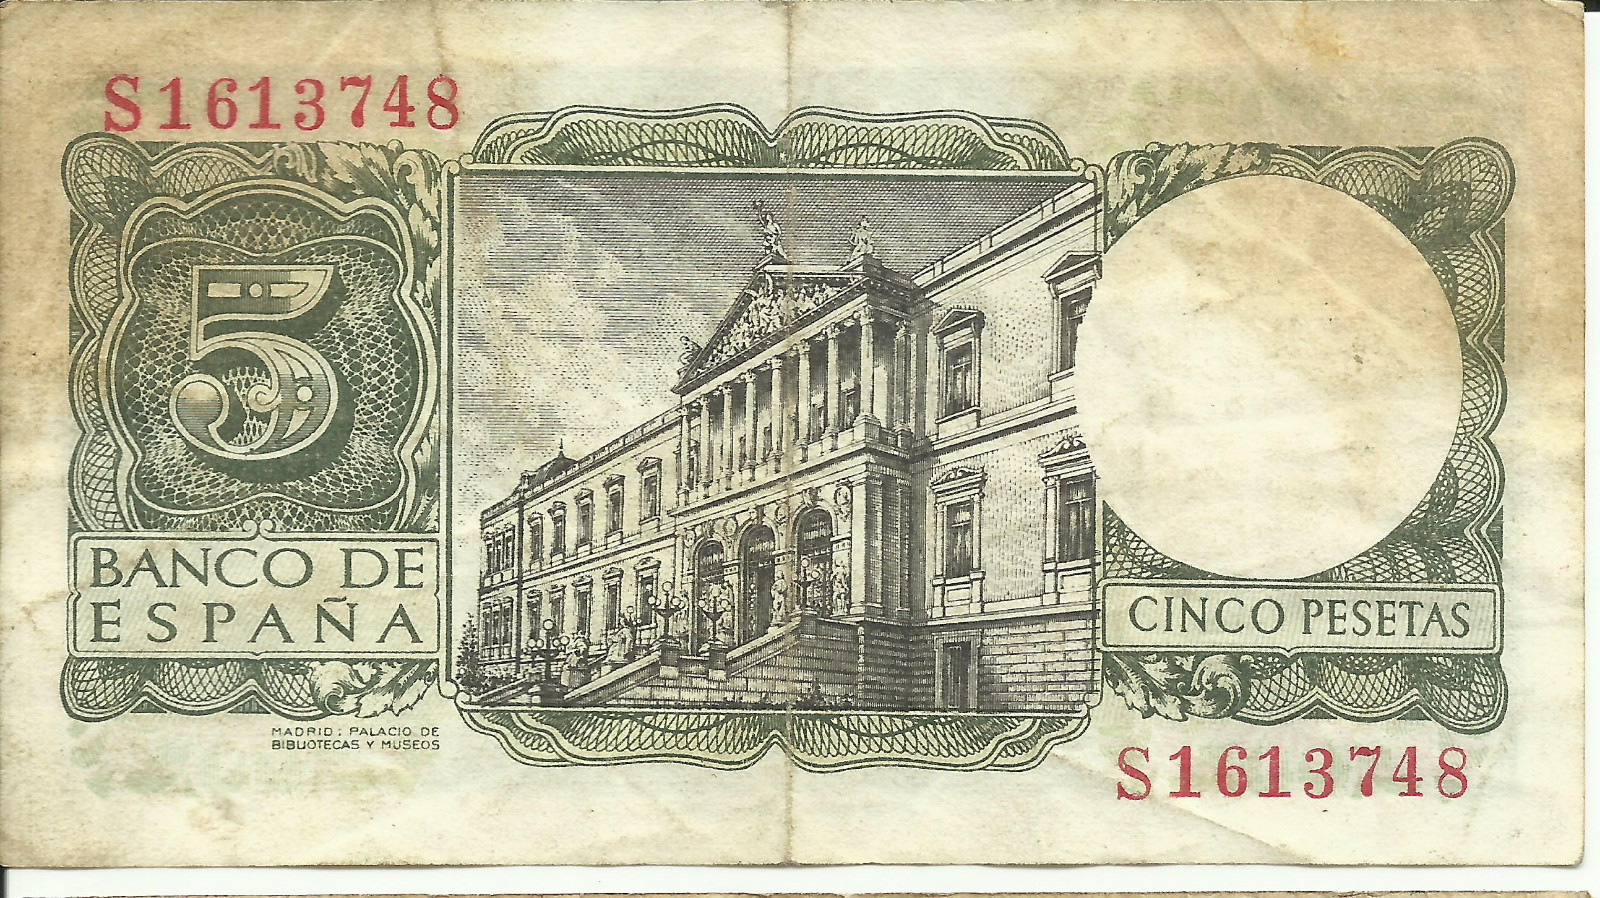 S1613748
5
BANCO DE
ESPAÑA
CINCO PESETAS
MADRID: PALACIO DE
BIBLIOTECAS Y MUSEOS
S1613748